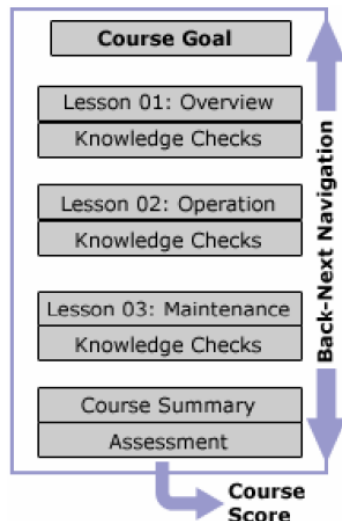 Course Goal
Lesson 01: Overview
Knowledge Checks
Lesson 02: Operation
Knowledge Checks
Lesson 03: Maintenance
Knowledge Checks
Course Summary
Assessment
Back-Next Navigation
Course
Score